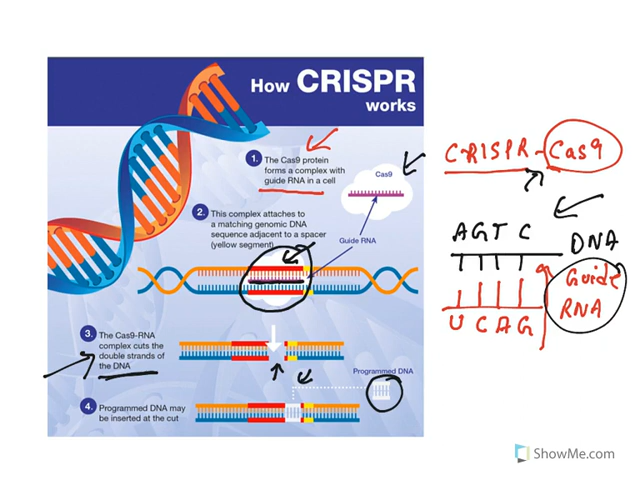 How CRISPR
works
1.
The Cas9 protein
forms a complex with
guide RNA in a cell
Cas9
2.
This complex attaches to
a matching genomic DNA
sequence adjacent to a spacer
(yellow segment)
Guide RNA
3.
The Cas9-RNA
complex cuts the
double strands of
the DNA
Programmed DNA
4.
Programmed DNA may
be inserted at the cut
CRISPR-Cas9
AGTC
DNA
Guide
RNA
UCAG
ShowMe.com